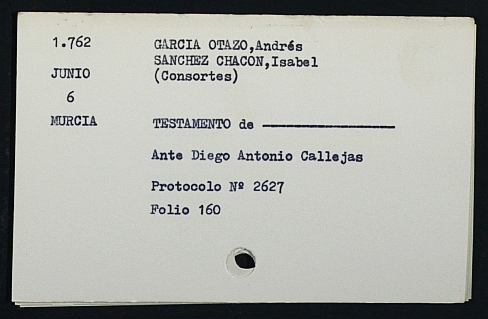 1.762
GARCIA OTAZO,Andrés
SANCHEZ CHACON,Isabel
JUNIO
(Consortes)
6
MURCIA
TESTAMENTO de
Ante Diego Antonio Callejas
Protocolo Nº 2627
Folio 160